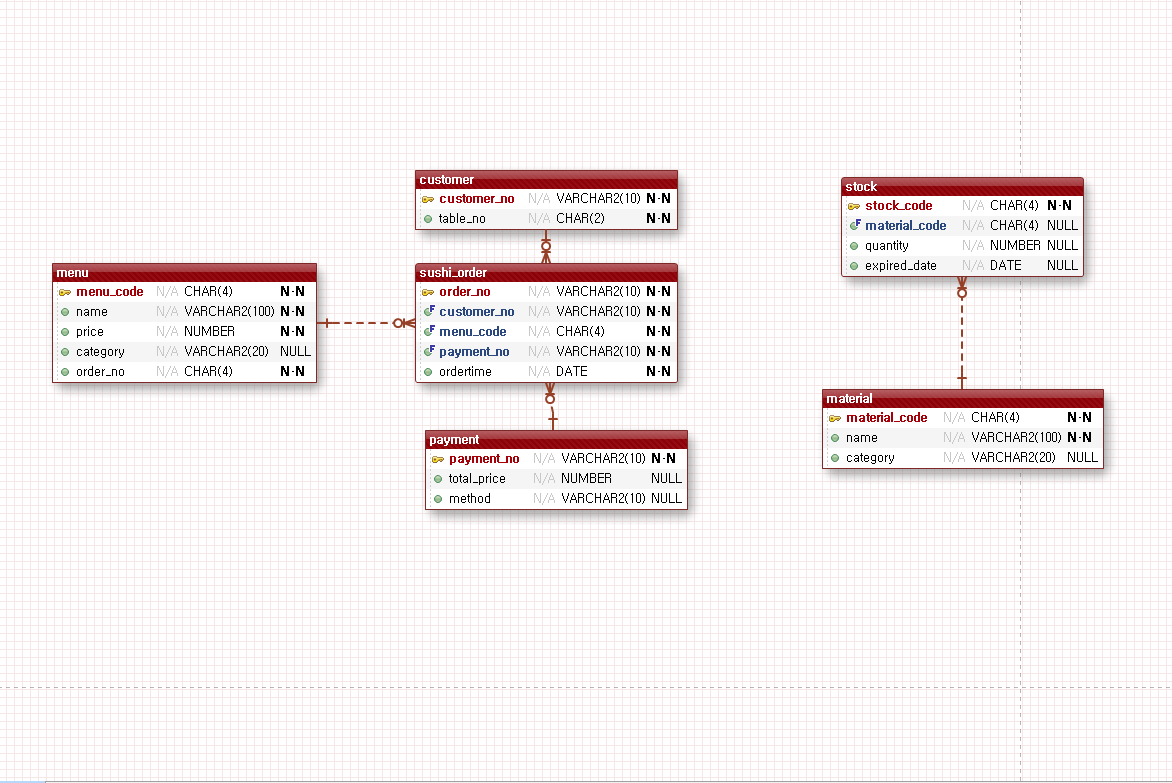 customer
customer_no N/A VARCHAR2(10) N-N
table_no N/A CHAR(2) N-N
menu
menu_code N/A CHAR(4) N-N
name N/A VARCHAR2(100) N-N
price N/A NUMBER N-N
category N/A VARCHAR2(20) NULL
order_no N/A CHAR(4) N-N
sushi_order
order_no N/A VARCHAR2(10) N-N
customer_no N/A VARCHAR2(10) N-N
menu_code N/A CHAR(4) N-N
payment_no N/A VARCHAR2(10) N-N
ordertime N/A DATE N-N
payment
payment_no N/A VARCHAR2(10) N-N
total_price N/A NUMBER NULL
method N/A VARCHAR2(10) NULL
stock
stock_code N/A CHAR(4) N-N
material_code N/A CHAR(4) NULL
quantity N/A NUMBER NULL
expired_date N/A DATE NULL
material
material_code N/A CHAR(4) N-N
name N/A VARCHAR2(100) N-N
category N/A VARCHAR2(20) NULL